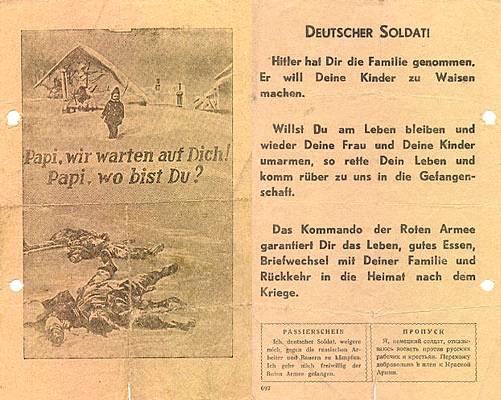 Papi, wir warten auf Dich!
Papi, wo bist Du?
DEUTSCHER SOLDAT!
Hitler hat Dir die Familie genommen.
Er will Deine Kinder zu Waisen
machen.
Willst Du am Leben bleiben und
wieder Deine Frau und Deine Kinder
umarmen, so rette Dein Leben und
komm rüber zu uns in die Gefangen-
schaft.
Das Kommando der Roten Armee
garantiert Dir das Leben, gutes Essen,
Briefwechsel mit Deiner Familie und
Rückkehr in die Heimat nach dem
Kriege.
PASSIERSCHEIN
Ich, deutscher Soldat, weigere
mich, gegen die russischen Ar-
beiter und Bauern zu kämpfen.
Ich gehe mich freiwillig der
Roten Armee gefangen.
ПРОПУСК
Я, немецкий солдат, отказы-
ваюсь воевать против русских
рабочих и крестьян. Перехожу
добровольно в плен к Красной
Армии.